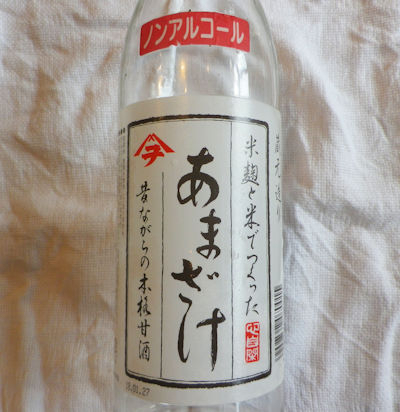 ノンアルコール
蔵元造り
米麹と米でつくった
あまざけ
昔ながらの本格甘酒